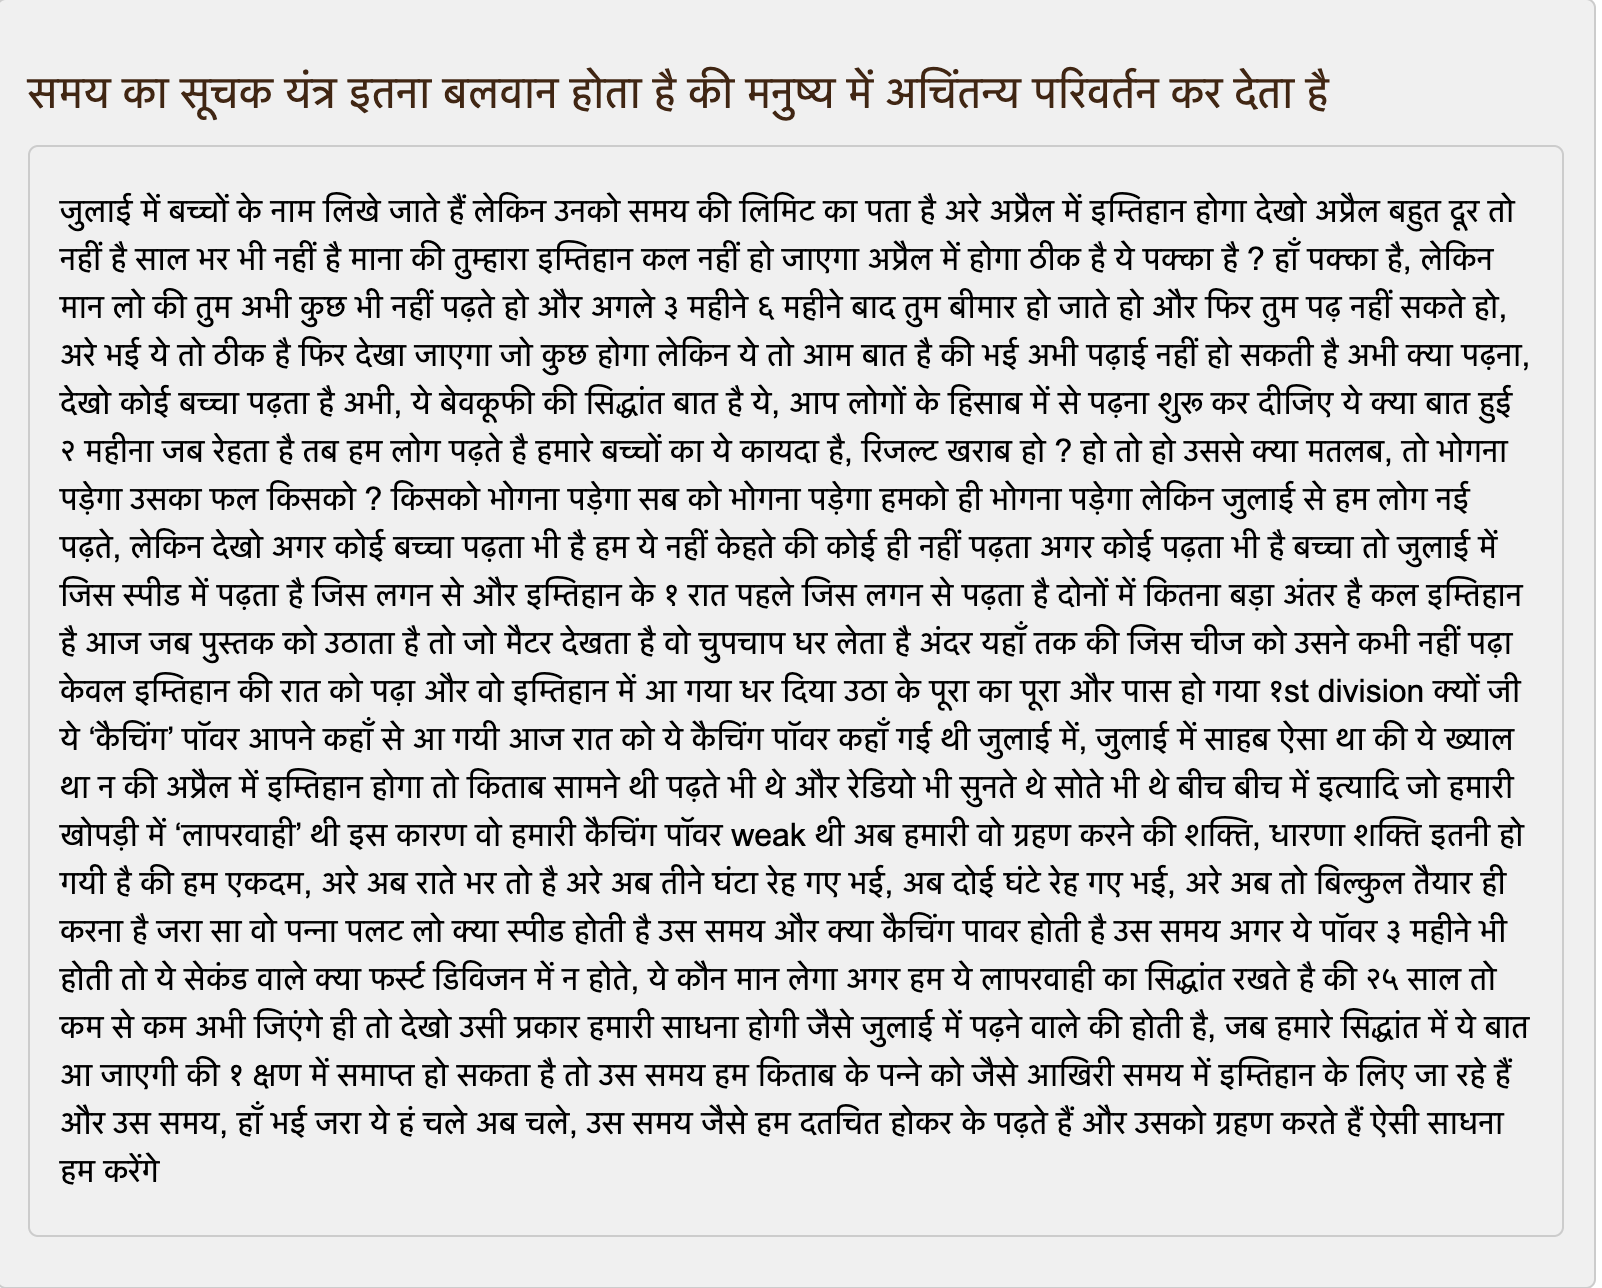 समय का सूचक यंत्र इतना बलवान होता है की मनुष्य में अचिंतन्य परिवर्तन कर देता है
जुलाई में बच्चों के नाम लिखे जाते हैं लेकिन उनको समय की लिमिट का पता है अरे अप्रैल में इम्तिहान होगा देखो अप्रैल बहुत दूर तो
नहीं है साल भर भी नहीं है माना की तुम्हारा इम्तिहान कल नहीं हो जाएगा अप्रैल में होगा ठीक है ये पक्का है ? हाँ पक्का है, लेकिन
मान लो की तुम अभी कुछ भी नहीं पढ़ते हो और अगले ३ महीने ६ महीने बाद तुम बीमार हो जाते हो और फिर तुम पढ़ नहीं सकते हो,
अरे भई ये तो ठीक है फिर देखा जाएगा जो कुछ होगा लेकिन ये तो आम बात है की भई अभी पढ़ाई नहीं हो सकती है अभी क्या पढ़ना,
देखो कोई बच्चा पढ़ता है अभी, ये बेवकूफी की सिद्धांत बात है ये, आप लोगों के हिसाब में से पढ़ना शुरू कर दीजिए ये क्या बात हुई
२ महीना जब रेहता है तब हम लोग पढ़ते है हमारे बच्चों का ये कायदा है, रिजल्ट खराब हो ? हो तो हो उससे क्या मतलब, तो भोगना
पड़ेगा उसका फल किसको ? किसको भोगना पड़ेगा सब को भोगना पड़ेगा हमको ही भोगना पड़ेगा लेकिन जुलाई से हम लोग नई
पढ़ते, लेकिन देखो अगर कोई बच्चा पढ़ता भी है हम ये नहीं केहते की कोई ही नहीं पढ़ता अगर कोई पढ़ता भी है बच्चा तो जुलाई में
जिस स्पीड में पढ़ता है जिस लगन से और इम्तिहान के १ रात पहले जिस लगन से पढ़ता है दोनों में कितना बड़ा अंतर है कल इम्तिहान
है आज जब पुस्तक को उठाता है तो जो मैटर देखता है वो चुपचाप धर लेता है अंदर यहाँ तक की जिस चीज को उसने कभी नहीं पढ़ा
केवल इम्तिहान की रात को पढ़ा और वो इम्तिहान में आ गया धर दिया उठा के पूरा का पूरा और पास हो गया १st division क्यों जी
ये ‘कैचिंग’ पॉवर आपने कहाँ से आ गयी आज रात को ये कैचिंग पॉवर कहाँ गई थी जुलाई में, जुलाई में साहब ऐसा था की ये ख्याल
था न की अप्रैल में इम्तिहान होगा तो किताब सामने थी पढ़ते भी थे और रेडियो भी सुनते थे सोते भी थे बीच बीच में इत्यादि जो हमारी
खोपड़ी में ‘लापरवाही’ थी इस कारण वो हमारी कैचिंग पॉवर weak थी अब हमारी वो ग्रहण करने की शक्ति, धारणा शक्ति इतनी हो
गयी है की हम एकदम, अरे अब राते भर तो है अरे अब तीने घंटा रेह गए भई, अब दोई घंटे रेह गए भई, अरे अब तो बिल्कुल तैयार ही
करना है जरा सा वो पन्ना पलट लो क्या स्पीड होती है उस समय और क्या कैचिंग पावर होती है उस समय अगर ये पॉवर ३ महीने भी
होती तो ये सेकंड वाले क्या फर्स्ट डिविजन में न होते, ये कौन मान लेगा अगर हम ये लापरवाही का सिद्धांत रखते है की २५ साल तो
कम से कम अभी जिएंगे ही तो देखो उसी प्रकार हमारी साधना होगी जैसे जुलाई में पढ़ने वाले की होती है, जब हमारे सिद्धांत में ये बात
आ जाएगी की १ क्षण में समाप्त हो सकता है तो उस समय हम किताब के पन्ने को जैसे आखिरी समय में इम्तिहान के लिए जा रहे हैं
और उस समय, हाँ भई जरा ये हं चले अब चले, उस समय जैसे हम दतचित होकर के पढ़ते हैं और उसको ग्रहण करते हैं ऐसी साधना
हम करेंगे